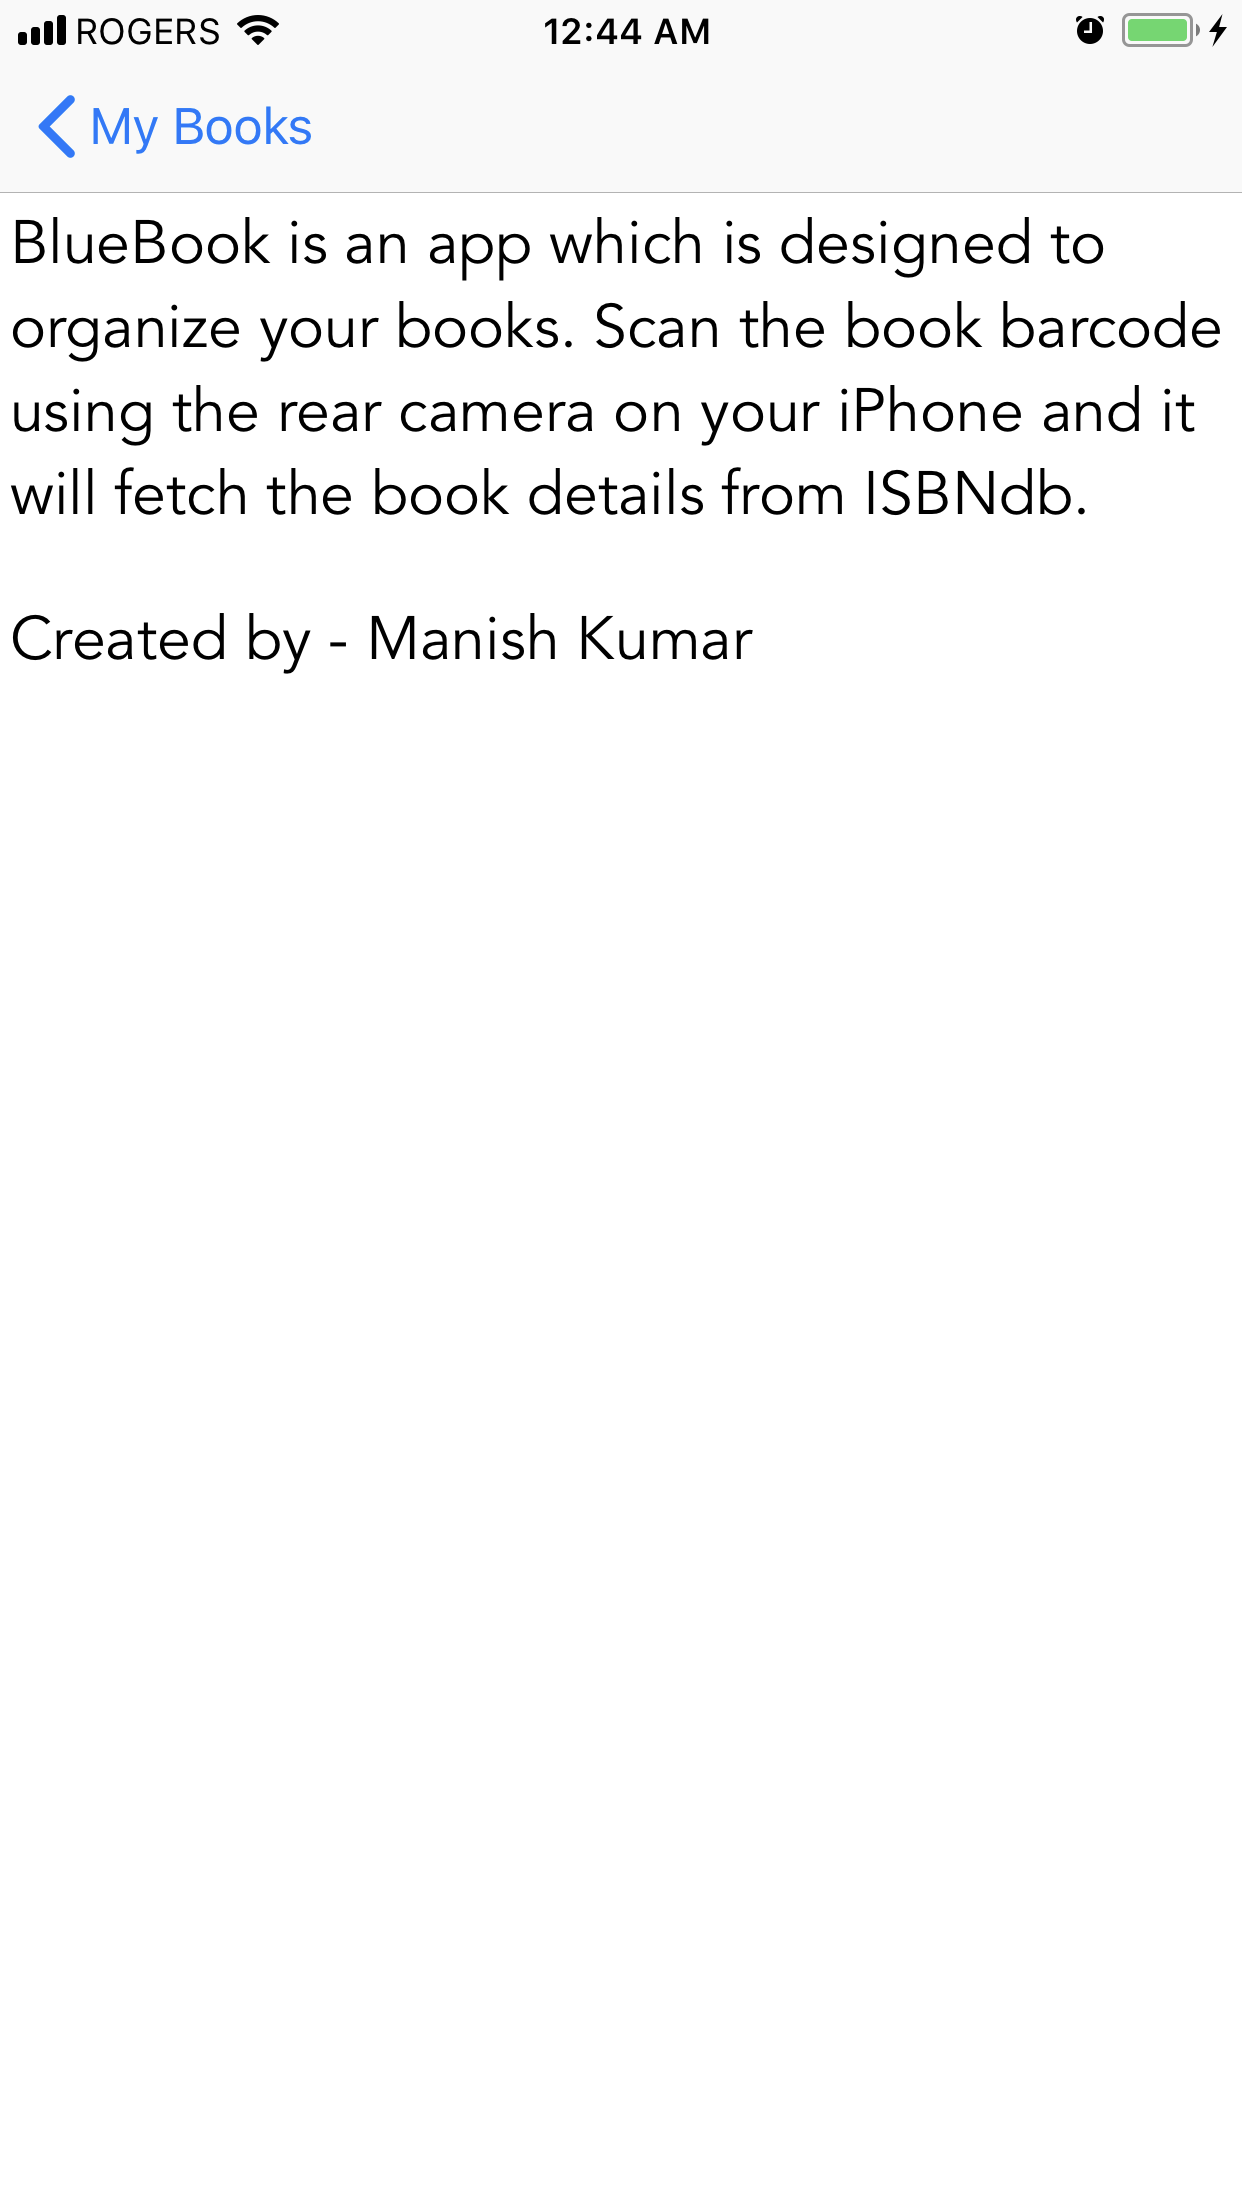 ROGERS 12:44 AM
My Books
BlueBook is an app which is designed to
organize your books. Scan the book barcode
using the rear camera on your iPhone and it
will fetch the book details from ISBNdb.
Created by - Manish Kumar